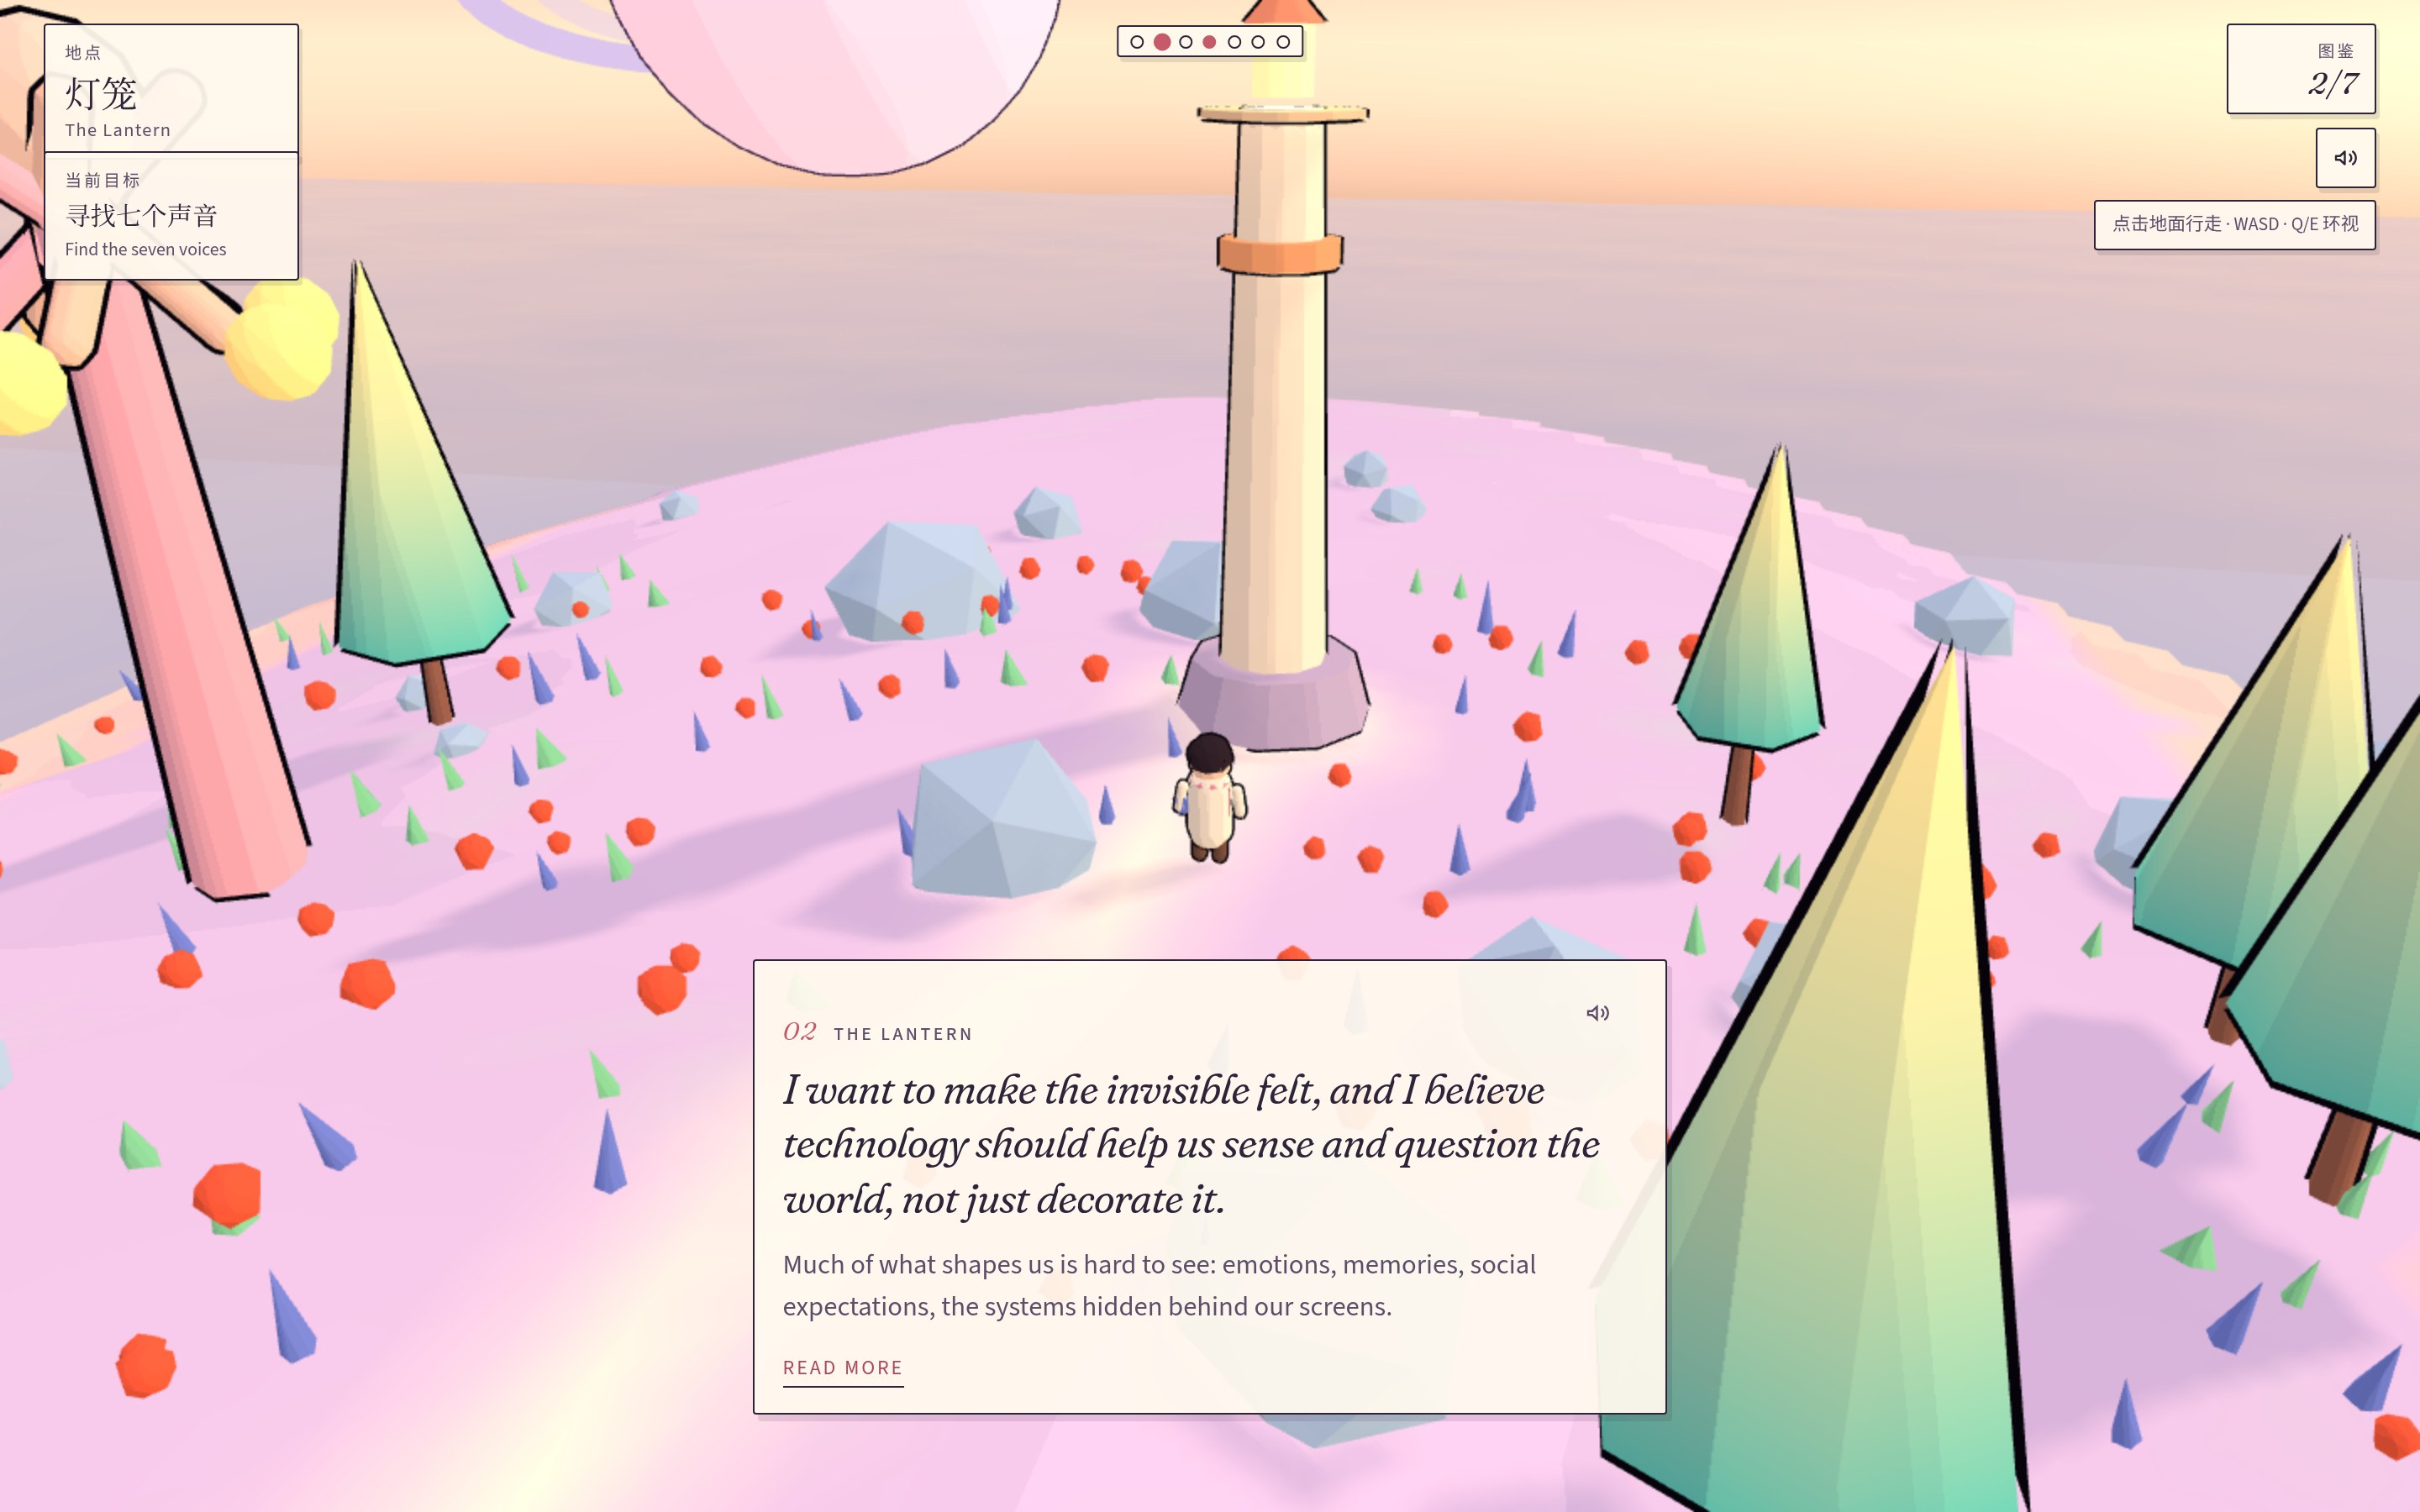 地点
灯笼
The Lantern
当前目标
寻找七个声音
Find the seven voices
图鉴
2/7
点击地面行走 · WASD · Q/E 环视
02 THE LANTERN
I want to make the invisible felt, and I believe
technology should help us sense and question the
world, not just decorate it.
Much of what shapes us is hard to see: emotions, memories, social
expectations, the systems hidden behind our screens.
READ MORE